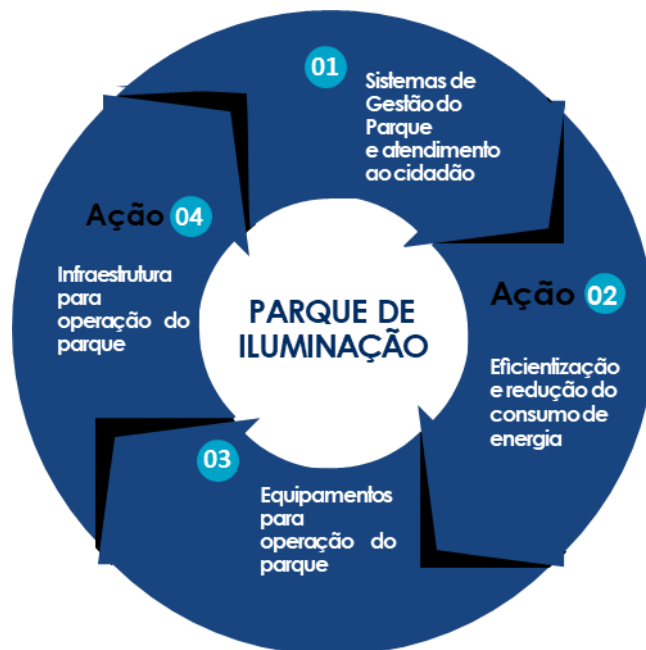 01
Sistemas de
Gestão do
Parque
e atendimento
ao cidadão
Ação 02
Eficientização
e redução do
consumo de
energia
03
Equipamentos
para
operação do
parque
Ação 04
Infraestrutura
para
operação do
parque
PARQUE DE
ILUMINAÇÃO